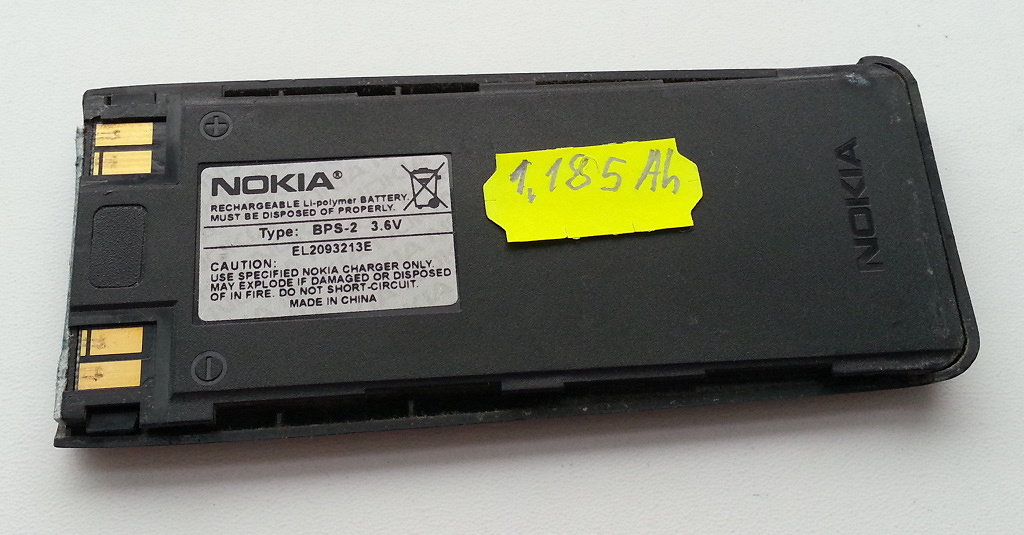 NOKIA®
RECHARGEABLE Li-polymer BATTERY.
MUST BE DISPOSED OF PROPERLY.
Type: BPS-2 3.6V
EL2093213E
CAUTION:
USE SPECIFIED NOKIA CHARGER ONLY.
MAY EXPLODE IF DAMAGED OR DISPOSED
OF IN FIRE. DO NOT SHORT-CIRCUIT.
MADE IN CHINA
1,185 Ah
NOKIA